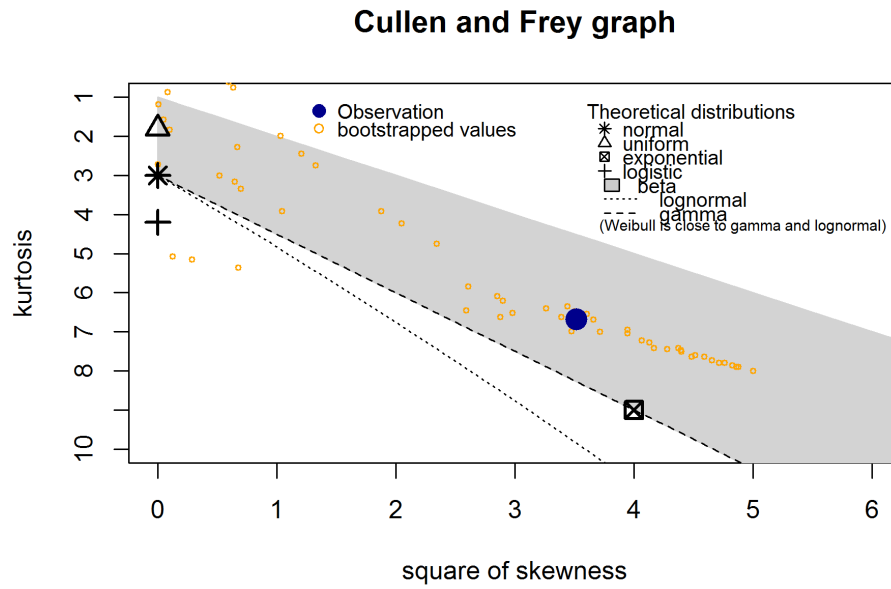 Cullen and Frey graph
Observation
bootstrapped values
Theoretical distributions
normal
uniform
exponential
logistic
beta
lognormal
gamma
(Weibull is close to gamma and lognormal)
kurtosis
1
2
3
4
5
6
7
8
10
0 1 2 3 4 5 6
square of skewness